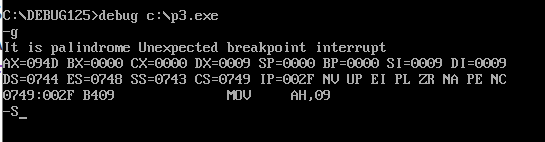 C:\DEBUG125>debug c:\p3.exe
-g
It is palindrome Unexpected breakpoint interrupt
AX=094D BX=0000 CX=0000 DX=0009 SP=0000 BP=0000 SI=0009 DI=0009
DS=0744 ES=0748 SS=0743 CS=0749 IP=002F NV UP EI PL ZR NA PE NC
0749:002F B409 MOV AH,09
-S_